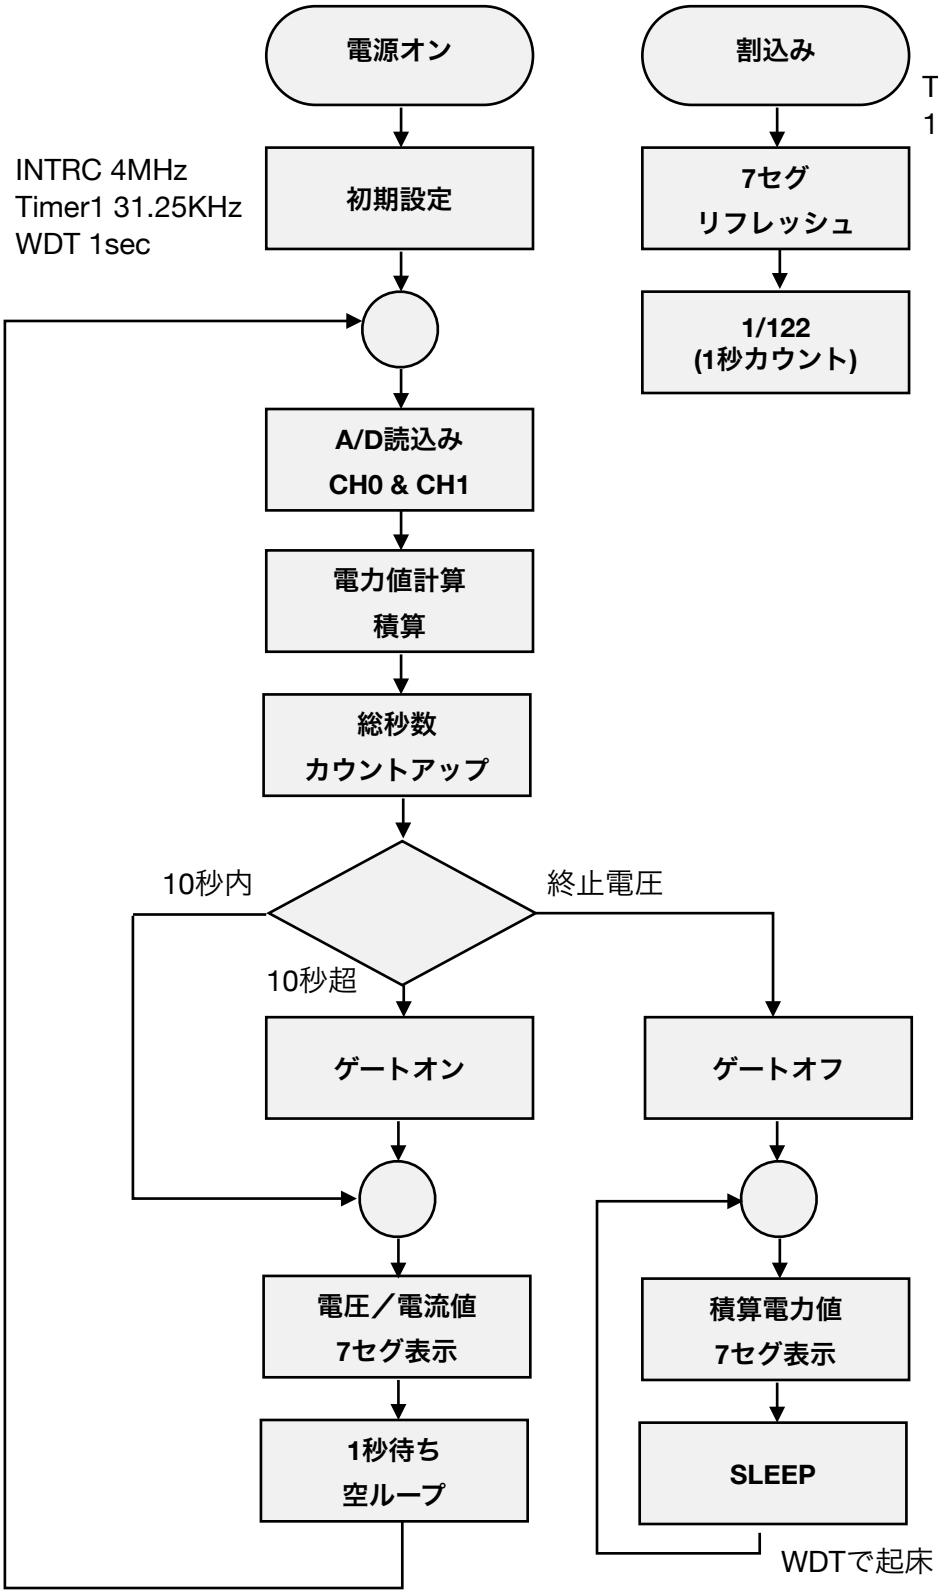 電源オン
割込み
T
1
INTRC 4MHz
Timer1 31.25KHz
WDT 1sec
初期設定
7セグ
リフレッシュ
1/122
(1秒カウント)
A/D読込み
CH0 & CH1
電力値計算
積算
総秒数
カウントアップ
10秒内
終止電圧
10秒超
ゲートオン
ゲートオフ
電圧／電流値
7セグ表示
積算電力値
7セグ表示
1秒待ち
空ループ
SLEEP
WDTで起床